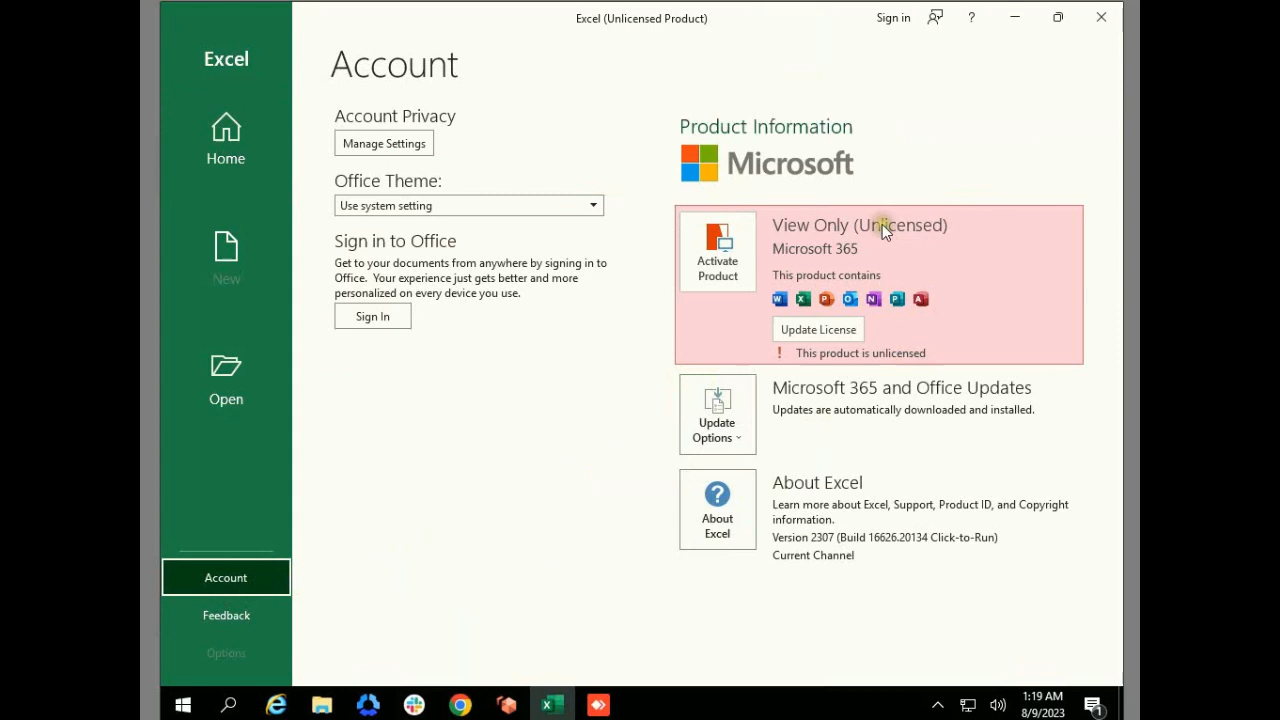 Excel (Unlicensed Product)
Sign in
?
Excel
Home
New
Open
Account
Feedback
Options
Account
Account Privacy
Manage Settings
Office Theme:
Use system setting
Sign in to Office
Get to your documents from anywhere by signing in to
Office. Your experience just gets better and more
personalized on every device you use.
Sign In
Product Information
Microsoft
Activate
Product
View Only (Unlicensed)
Microsoft 365
This product contains
Update License
! This product is unlicensed
Update
Options
Microsoft 365 and Office Updates
Updates are automatically downloaded and installed.
?
About
Excel
About Excel
Learn more about Excel, Support, Product ID, and Copyright
information.
Version 2307 (Build 16626.20134 Click-to-Run)
Current Channel
1:19 AM
8/9/2023
1